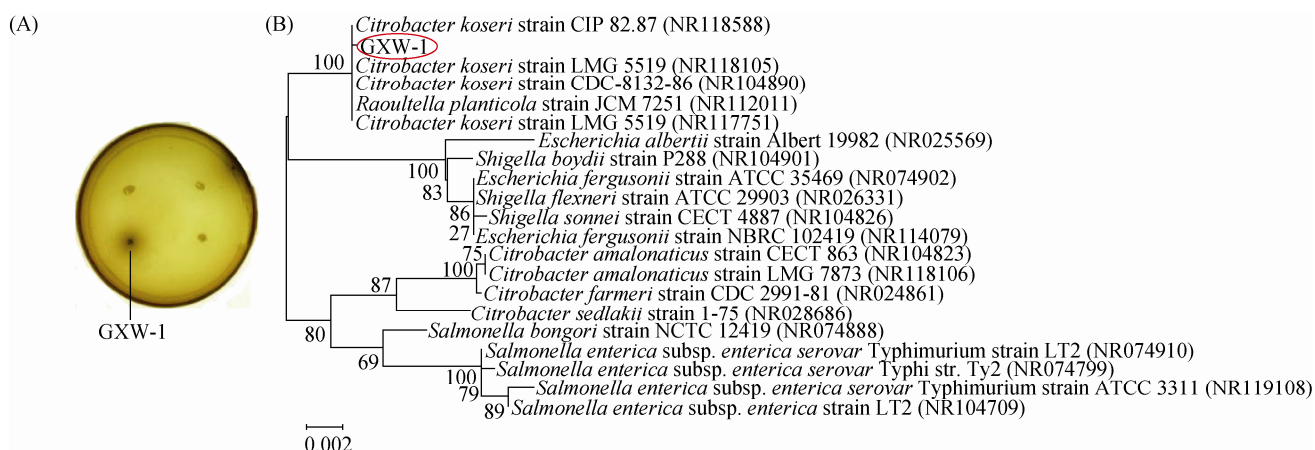 (A)
GXW-1
(B)
Citrobacter koseri strain CIP 82.87 (NR118588)
GXW-1
100
Citrobacter koseri strain LMG 5519 (NR118105)
Citrobacter koseri strain CDC-8132-86 (NR104890)
Raoultella planticola strain JCM 7251 (NR112011)
Citrobacter koseri strain LMG 5519 (NR117751)
Escherichia albertii strain Albert 19982 (NR025569)
100
Shigella boydii strain P288 (NR104901)
83
Escherichia fergusonii strain ATCC 35469 (NR074902)
Shigella flexneri strain ATCC 29903 (NR026331)
86
Shigella sonnei strain CECT 4887 (NR104826)
27
Escherichia fergusonii strain NBRC 102419 (NR114079)
75
Citrobacter amalonaticus strain CECT 863 (NR104823)
100
Citrobacter amalonaticus strain LMG 7873 (NR118106)
87
Citrobacter farmeri strain CDC 2991-81 (NR024861)
Citrobacter sedlakii strain 1-75 (NR028686)
80
Salmonella bongori strain NCTC 12419 (NR074888)
69
Salmonella enterica subsp. enterica serovar Typhimurium strain LT2 (NR074910)
100
Salmonella enterica subsp. enterica serovar Typhi str. Ty2 (NR074799)
79
Salmonella enterica subsp. enterica serovar Typhimurium strain ATCC 3311 (NR119108)
89
Salmonella enterica subsp. enterica strain LT2 (NR104709)
0.002